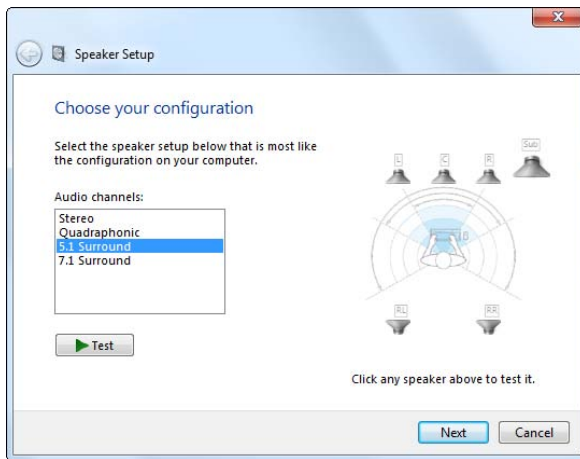 Speaker Setup
Choose your configuration
Select the speaker setup below that is most like
the configuration on your computer.
Audio channels:
Stereo
Quadraphonic
5.1 Surround
7.1 Surround
Test
L C R Sub
RL RR
Click any speaker above to test it.
Next Cancel